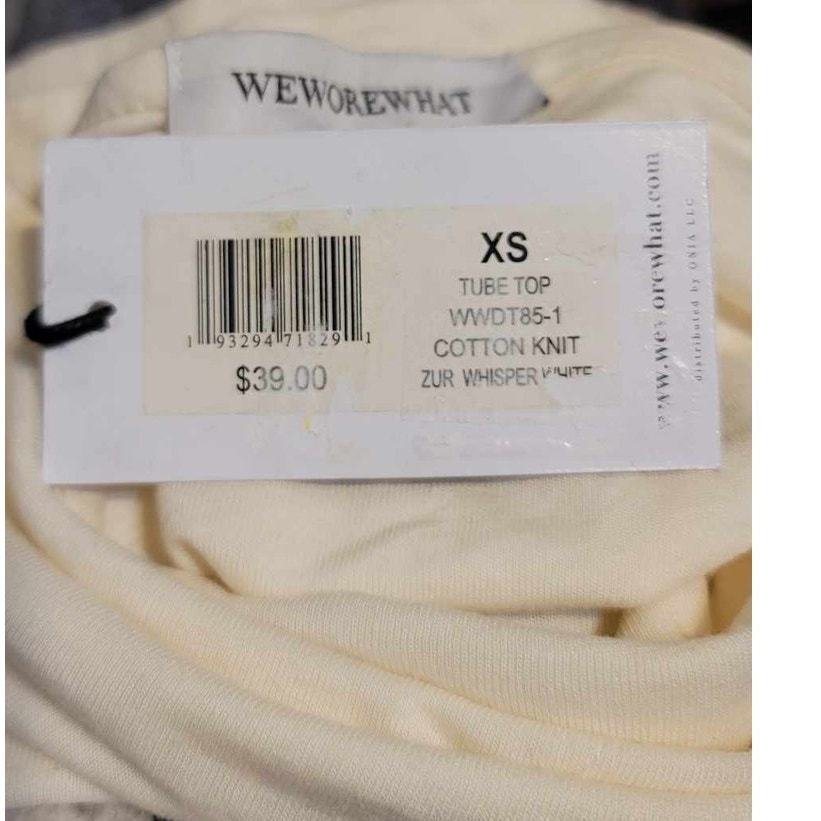 WEWOREWHAT
1 93294 71829 1
$39.00
XS
TUBE TOP
WWDT85-1
COTTON KNIT
ZUR WHISPER WHITE
www.weworewhat.com
distributed by ONIA LLC